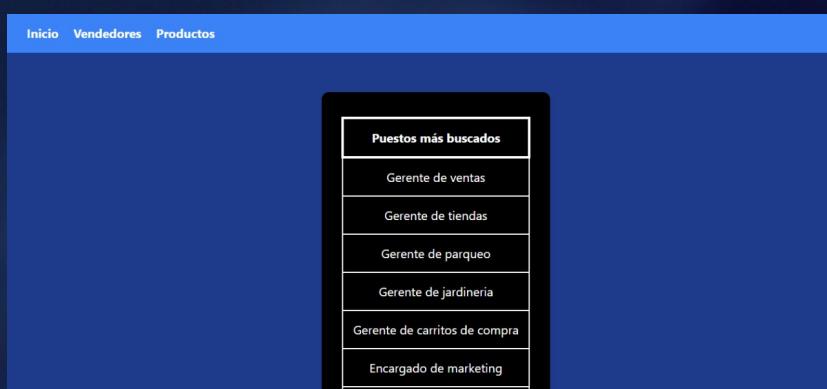 Inicio Vendedores Productos
Puestos más buscados
Gerente de ventas
Gerente de tiendas
Gerente de parqueo
Gerente de jardineria
Gerente de carritos de compra
Encargado de marketing